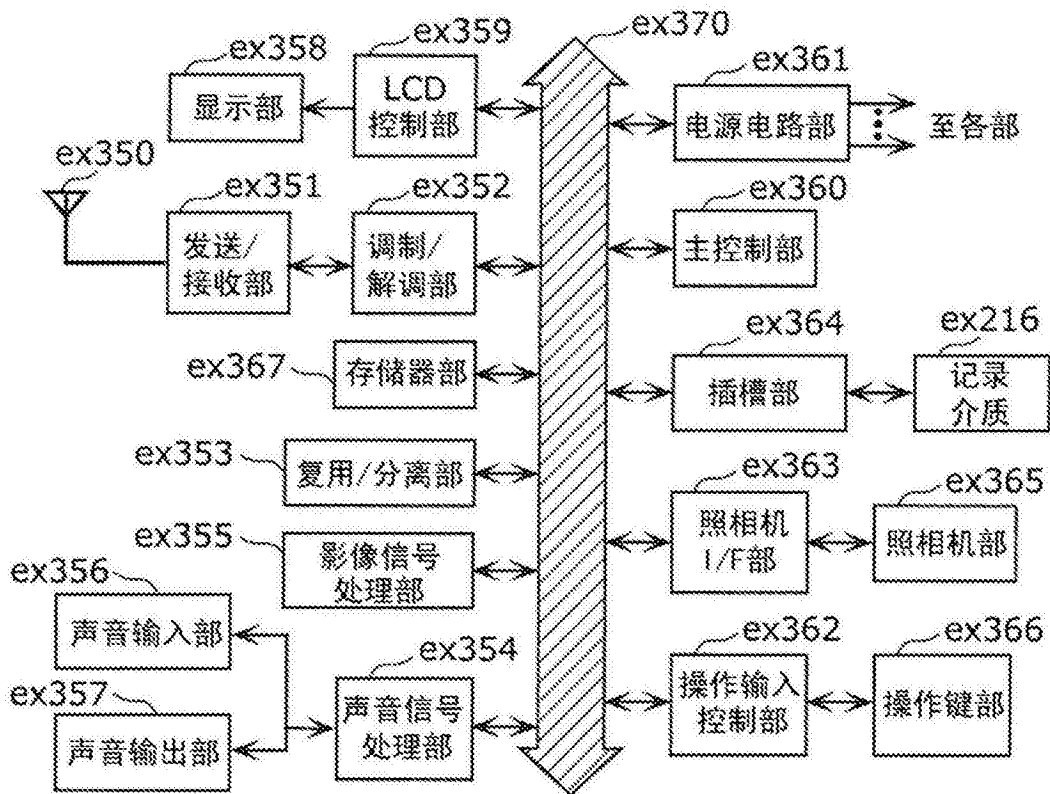 ex358
显示部
ex359
LCD
控制部
ex370
ex361
电源电路部
至各部
ex350
ex351
发送/
接收部
ex352
调制/
解调部
ex360
主控制部
ex367
存储器部
ex364
插槽部
ex216
记录
介质
ex353
复用/分离部
ex363
照相机
I/F部
ex365
照相机部
ex355
影像信号
处理部
ex356
声音输入部
ex357
声音输出部
ex354
声音信号
处理部
ex362
操作输入
控制部
ex366
操作键部